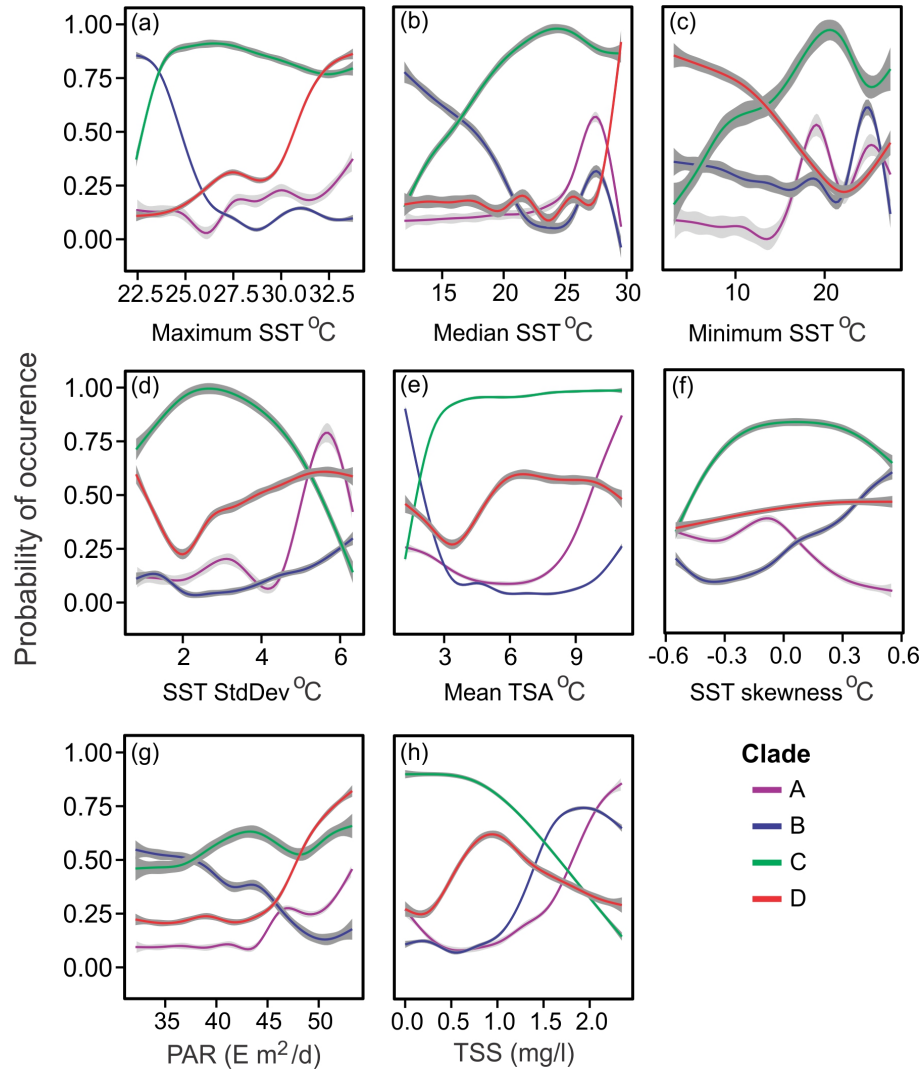 Probability of occurence
(a)
1.00
0.75
0.50
0.25
0.00
22.5 25.0 27.5 30.0 32.5
Maximum SST °C
(b)
15 20 25 30
Median SST °C
(c)
10 20
Minimum SST °C
(d)
1.00
0.75
0.50
0.25
0.00
2 4 6
SST StdDev °C
(e)
3 6 9
Mean TSA °C
(f)
-0.6 -0.3 0.0 0.3 0.6
SST skewness °C
(g)
1.00
0.75
0.50
0.25
0.00
35 40 45 50
PAR (E m²/d)
(h)
0.0 0.5 1.0 1.5 2.0
TSS (mg/l)
Clade
A
B
C
D